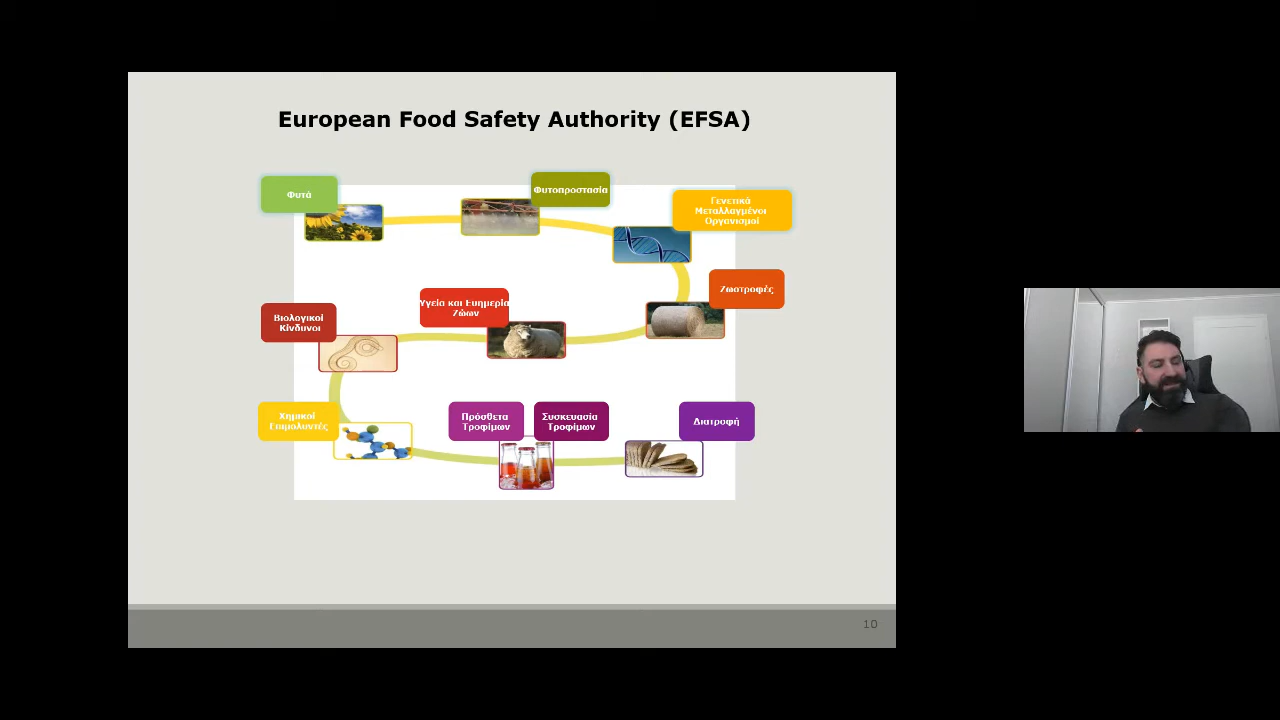 European Food Safety Authority (EFSA)
Φυτά
Φυτοπροστασία
Γενετικά
Μεταλλαγμένοι
Οργανισμοί
Ζωοτροφές
Υγεία και Ευημερία
Ζώων
Βιολογικοί
Κίνδυνοι
Χημικοί
Επιμολυντές
Πρόσθετα
Τροφίμων
Συσκευασία
Τροφίμων
Διατροφή
10